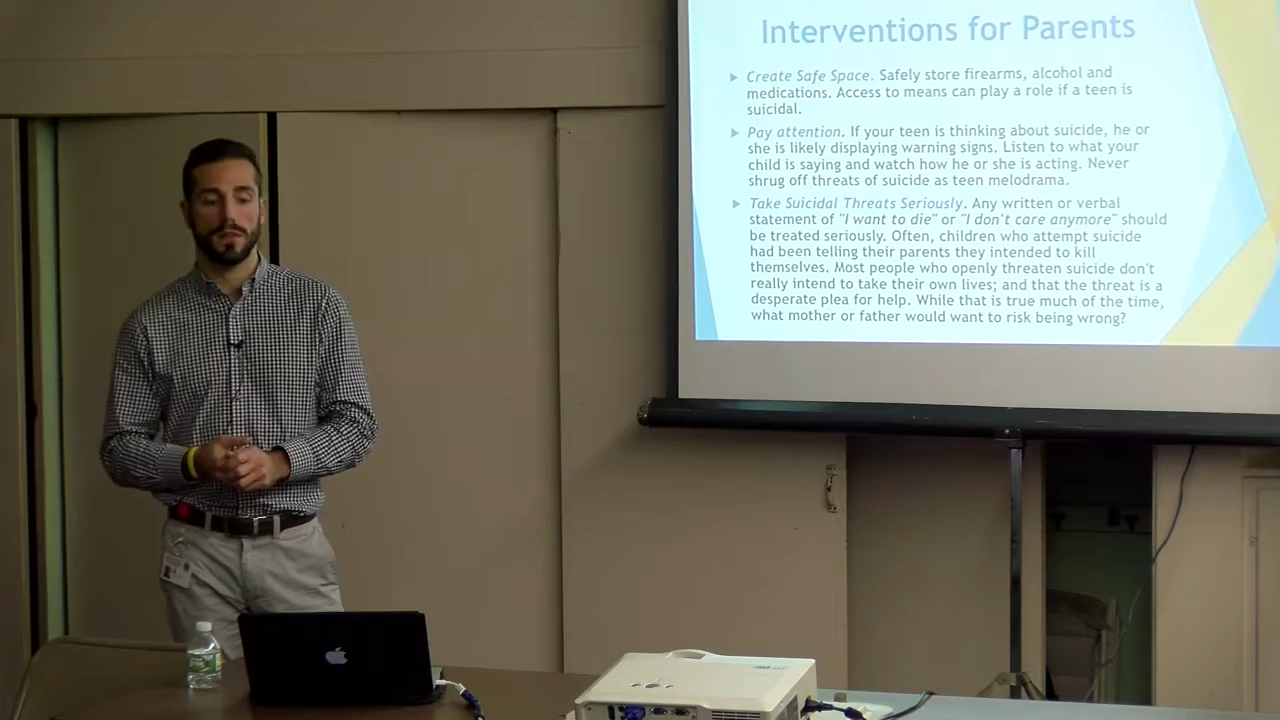 Interventions for Parents
Create Safe Space. Safely store firearms, alcohol and
medications. Access to means can play a role if a teen is
suicidal.
Pay attention. If your teen is thinking about suicide, he or
she is likely displaying warning signs. Listen to what your
child is saying and watch how he or she is acting. Never
shrug off threats of suicide as teen melodrama.
Take Suicidal Threats Seriously. Any written or verbal
statement of "I want to die" or "I don't care anymore" should
be treated seriously. Often, children who attempt suicide
had been telling their parents they intended to kill
themselves. Most people who openly threaten suicide don't
really intend to take their own lives; and that the threat is a
desperate plea for help. While that is true much of the time,
what mother or father would want to risk being wrong?